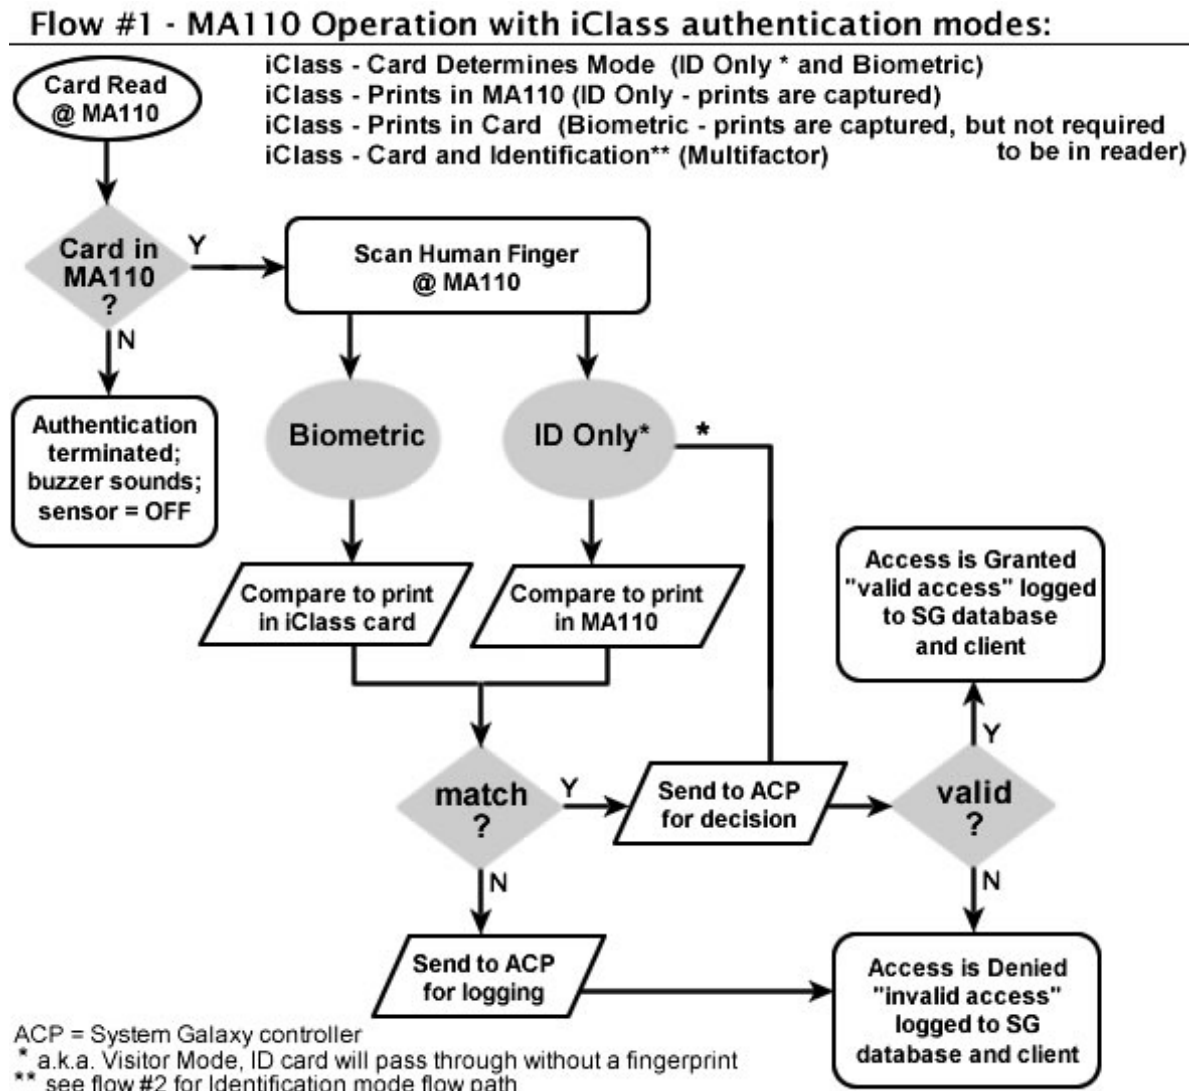 Flow #1 - MA110 Operation with iClass authentication modes:
iClass - Card Determines Mode (ID Only * and Biometric)
iClass - Prints in MA110 (ID Only - prints are captured)
iClass - Prints in Card (Biometric - prints are captured, but not required
to be in reader)
iClass - Card and Identification** (Multifactor)
Card Read
@ MA110
Card in
MA110
?
Y
N
Scan Human Finger
@ MA110
Authentication
terminated;
buzzer sounds;
sensor = OFF
Biometric
ID Only*
*
Compare to print
in iClass card
Compare to print
in MA110
match
?
Y
N
Send to ACP
for decision
valid
?
Y
N
Access is Granted
"valid access" logged
to SG database
and client
Send to ACP
for logging
Access is Denied
"invalid access"
logged to SG
database and client
ACP = System Galaxy controller
* a.k.a. Visitor Mode, ID card will pass through without a fingerprint
** see flow #2 for Identification mode flow path